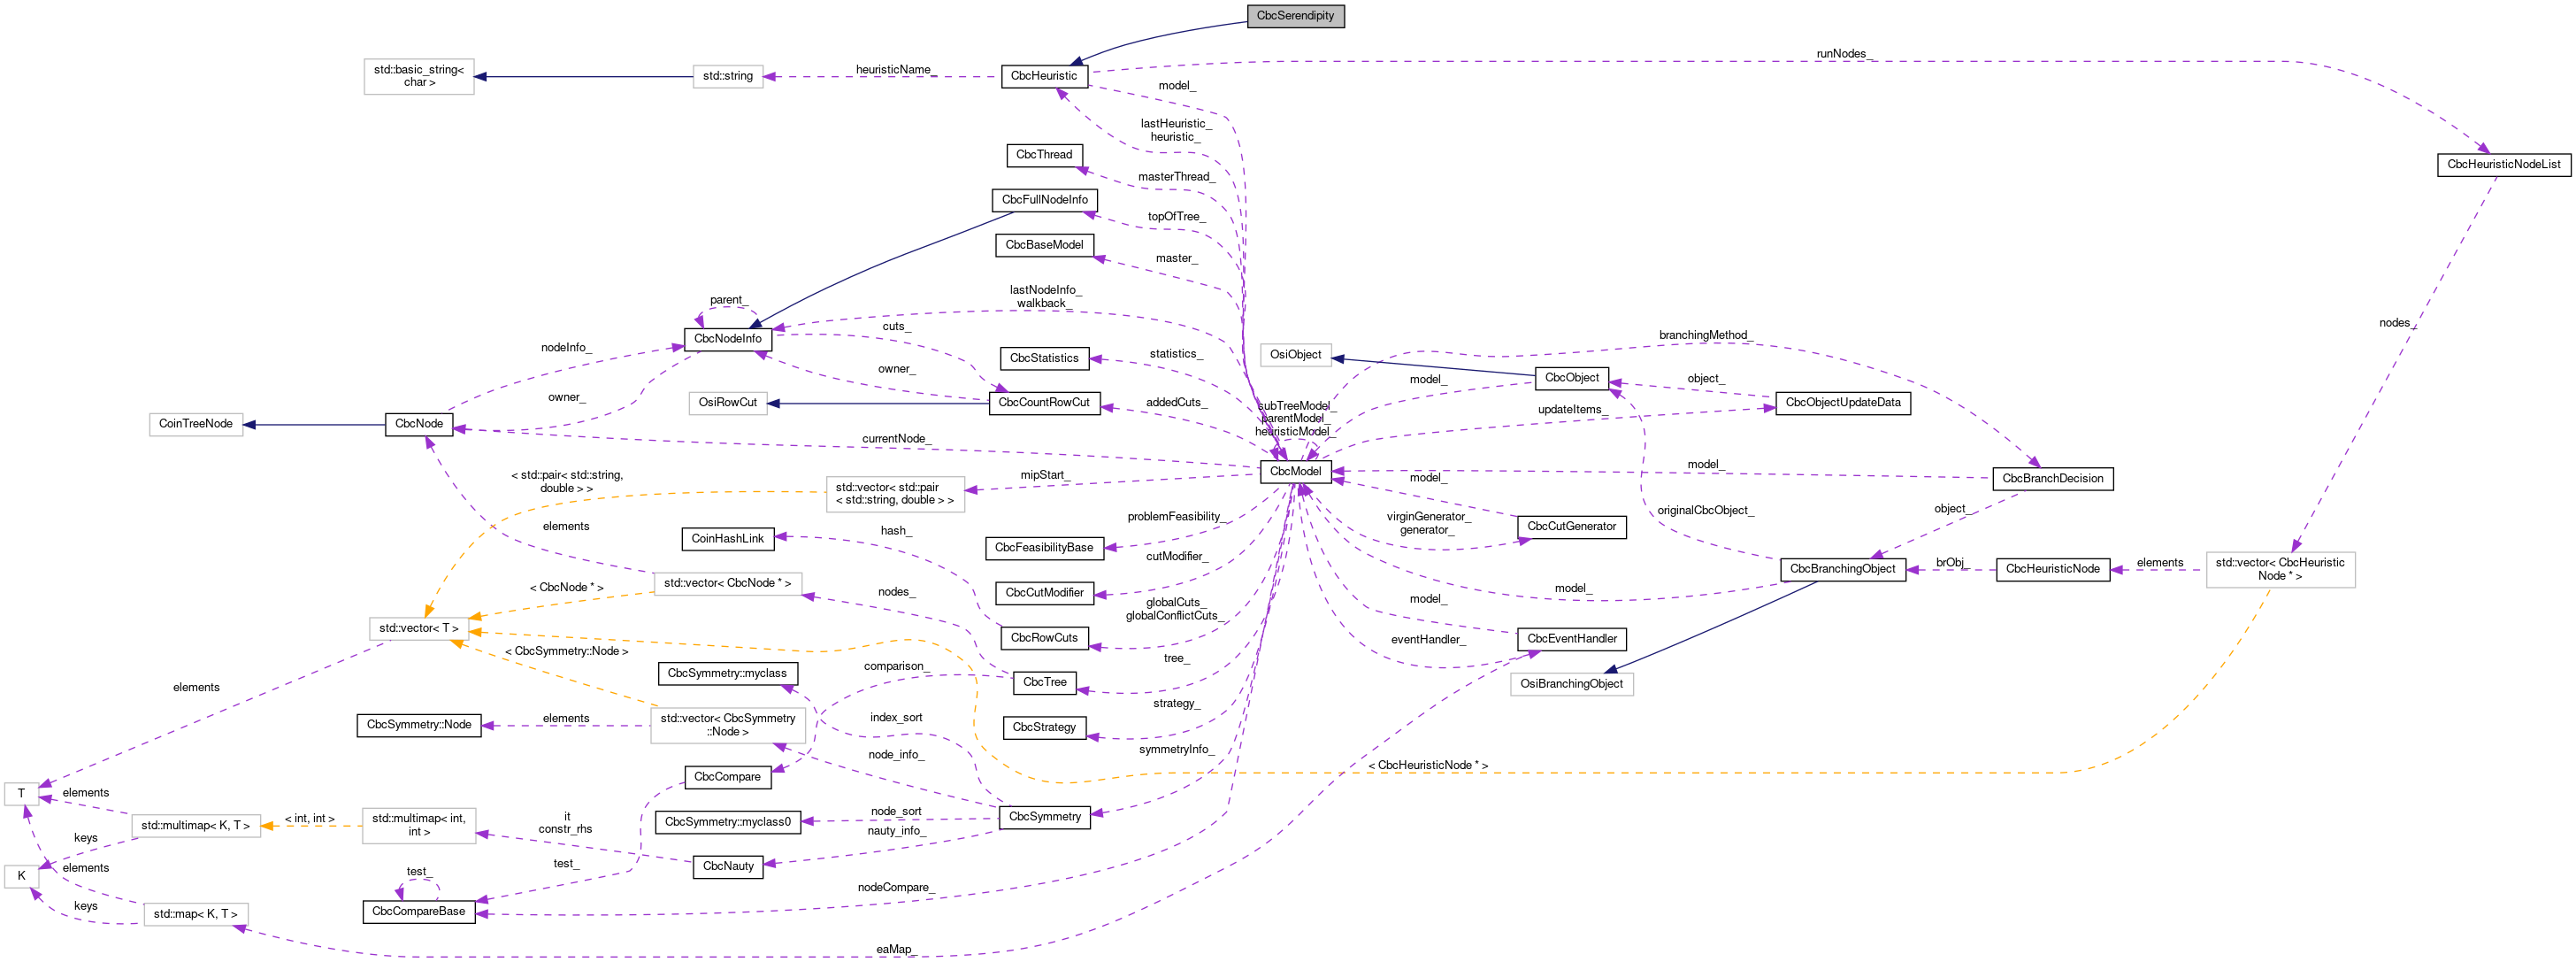 CbcSerendipity
runNodes_
std::basic_string<
char >
std::string
heuristicName_
CbcHeuristic
model_
lastHeuristic_
heuristic_
CbcThread
CbcHeuristicNodeList
masterThread_
CbcFullNodeInfo
topOfTree_
CbcBaseModel
master_
lastNodeInfo_
walkback_
parent_
nodes_
cuts_
branchingMethod_
CbcNodeInfo
nodeInfo_
CbcStatistics
statistics_
OsiObject
owner_
model_
CbcObject
object_
owner_
OsiRowCut
CbcCountRowCut
addedCuts_
subTreeModel_
parentModel_
heuristicModel_
updateItems_
CbcObjectUpdateData
CoinTreeNode
CbcNode
currentNode_
CbcModel
model_
CbcBranchDecision
< std::pair< std::string,
double > >
std::vector< std::pair
< std::string, double > >
mipStart_
model_
object_
originalCbcObject_
elements
CoinHashLink
hash_
problemFeasibility_
virginGenerator_
generator_
CbcCutGenerator
CbcFeasibilityBase
cutModifier_
CbcBranchingObject
brObj_
CbcHeuristicNode
elements
std::vector< CbcHeuristic
Node * >
std::vector< CbcNode * >
< CbcNode * >
nodes_
CbcCutModifier
model_
model_
globalCuts_
globalConflictCuts_
std::vector< T >
CbcRowCuts
eventHandler_
CbcEventHandler
< CbcSymmetry::Node >
CbcSymmetry::myclass
comparison_
tree_
CbcTree
OsiBranchingObject
elements
strategy_
CbcSymmetry::Node
elements
std::vector< CbcSymmetry
::Node >
index_sort
CbcStrategy
symmetryInfo_
node_info_
< CbcHeuristicNode * >
CbcCompare
T
elements
std::multimap< K, T >
< int, int >
std::multimap< int,
int >
it
constr_rhs
CbcSymmetry::myclass0
node_sort
CbcSymmetry
nauty_info_
keys
CbcNauty
test_
K
elements
test_
nodeCompare_
keys
std::map< K, T >
CbcCompareBase
eaMap_